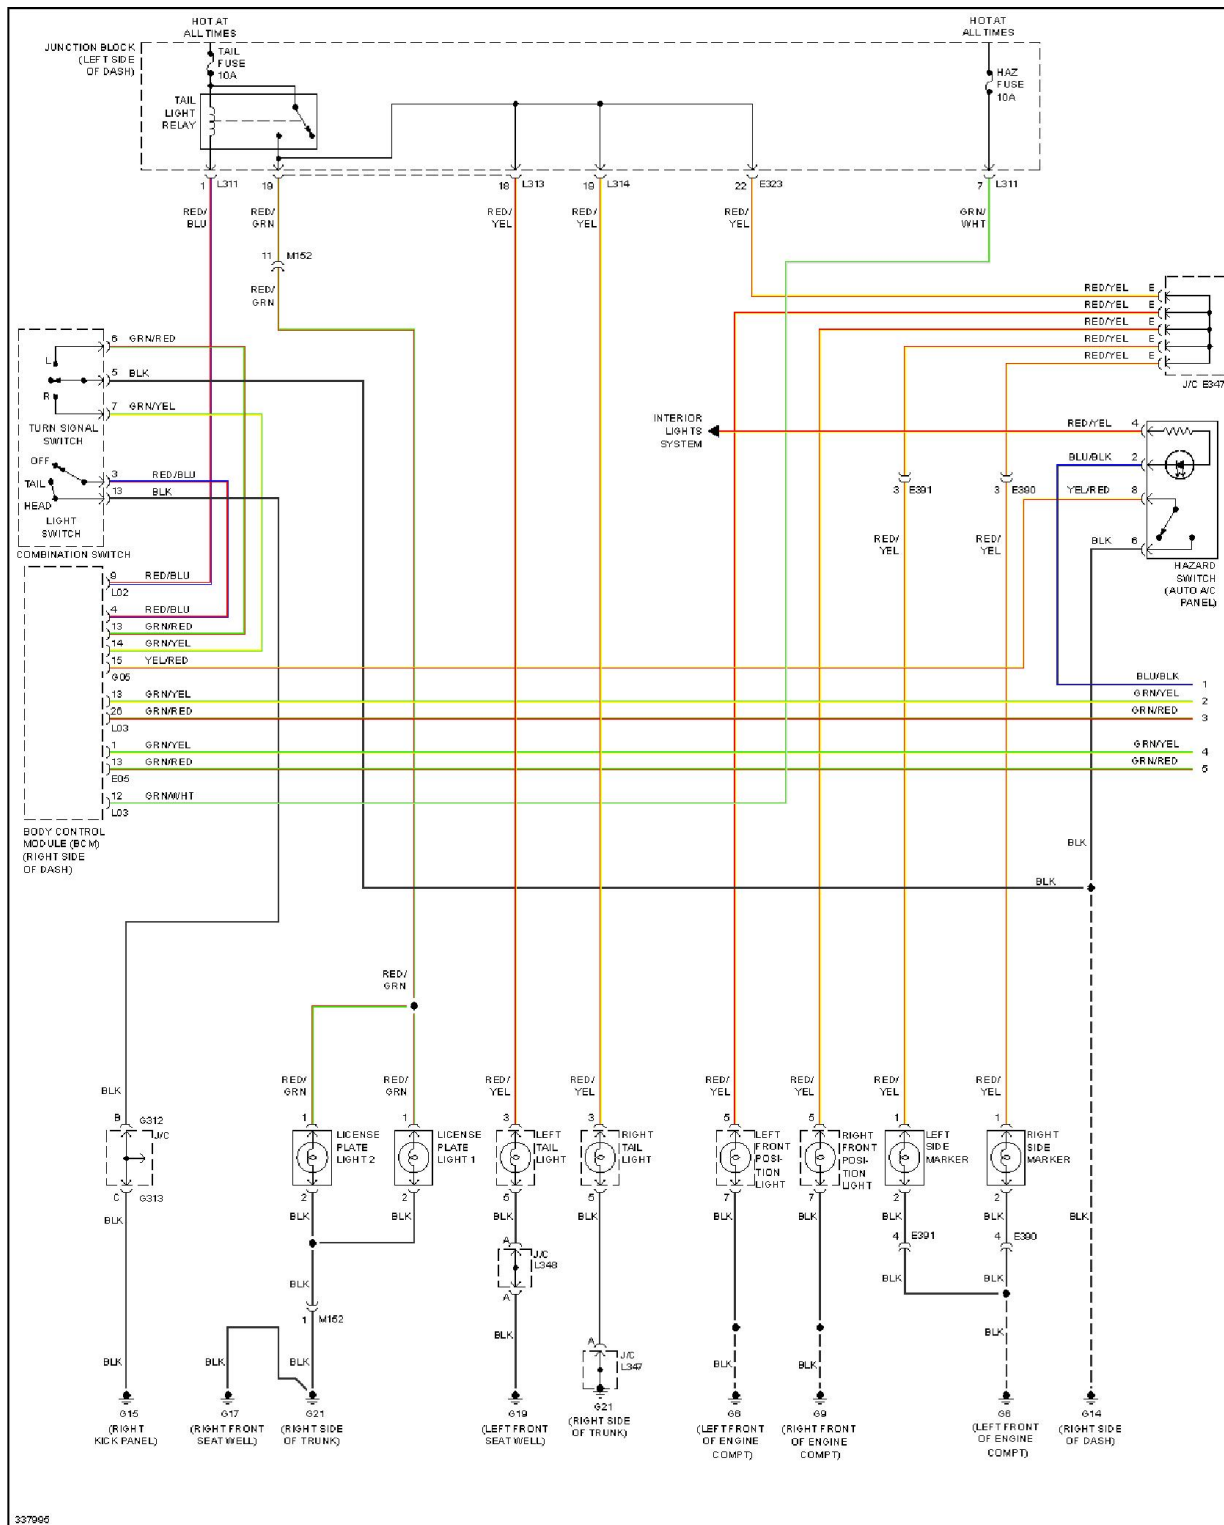 HOT AT
ALL TIMES
HOT AT
ALL TIMES
JUNCTION BLOCK
(LEFT SIDE
OF DASH)
TAIL
FUSE
10A
HAZ
FUSE
10A
TAIL
LIGHT
RELAY
1 L311
19
18 L313
19 L314
22 E323
7 L311
RED/
BLU
RED/
GRN
RED/
YEL
RED/
YEL
RED/
YEL
GRN/
WHT
11 M152
RED/
GRN
RED/YEL E
RED/YEL E
RED/YEL E
RED/YEL E
RED/YEL E
J/C E347
6 GRN/RED
L
5 BLK
R
7 GRN/YEL
TURN SIGNAL
SWITCH
OFF
3 RED/BLU
TAIL
13 BLK
HEAD
LIGHT
SWITCH
COMBINATION SWITCH
INTERIOR
LIGHTS
SYSTEM
RED/YEL 4
BLU/BLK 2
YEL/RED 8
BLK 6
HAZARD
SWITCH
(AUTO A/C
PANEL)
3 E391
3 E390
RED/
YEL
RED/
YEL
9 RED/BLU
L02
4 RED/BLU
13 GRN/RED
14 GRN/YEL
15 YEL/RED
G05
13 GRN/YEL
26 GRN/RED
L03
1 GRN/YEL
13 GRN/RED
E05
12 GRN/WHT
L03
BLU/BLK 1
GRN/YEL 2
GRN/RED 3
GRN/YEL 4
GRN/RED 5
BODY CONTROL
MODULE (BCM)
(RIGHT SIDE
OF DASH)
BLK
BLK
RED/
GRN
BLK
RED/
GRN
RED/
GRN
RED/
YEL
RED/
YEL
RED/
YEL
RED/
YEL
RED/
YEL
RED/
YEL
B G312
J/C
C G313
1
1
3
3
5
5
1
1
LICENSE
PLATE
LIGHT 2
LICENSE
PLATE
LIGHT 1
LEFT
TAIL
LIGHT
RIGHT
TAIL
LIGHT
LEFT
FRONT
POSI-
TION
LIGHT
RIGHT
FRONT
POSI-
TION
LIGHT
LEFT
SIDE
MARKER
RIGHT
SIDE
MARKER
2
2
5
5
7
7
2
2
BLK
BLK
BLK
BLK
BLK
BLK
BLK
BLK
BLK
BLK
4 E391
4 E390
A
J/C
L348
A
BLK
BLK
BLK
1 M152
BLK
BLK
A
J/C
L347
BLK
BLK
BLK
BLK
BLK
G15
(RIGHT
KICK PANEL)
G17
(RIGHT FRONT
SEAT WELL)
G21
(RIGHT SIDE
OF TRUNK)
G19
(LEFT FRONT
SEAT WELL)
G21
(RIGHT SIDE
OF TRUNK)
G6
(LEFT FRONT
OF ENGINE
COMPT)
G9
(RIGHT FRONT
OF ENGINE
COMPT)
G6
(LEFT FRONT
OF ENGINE
COMPT)
G14
(RIGHT SIDE
OF DASH)
337995